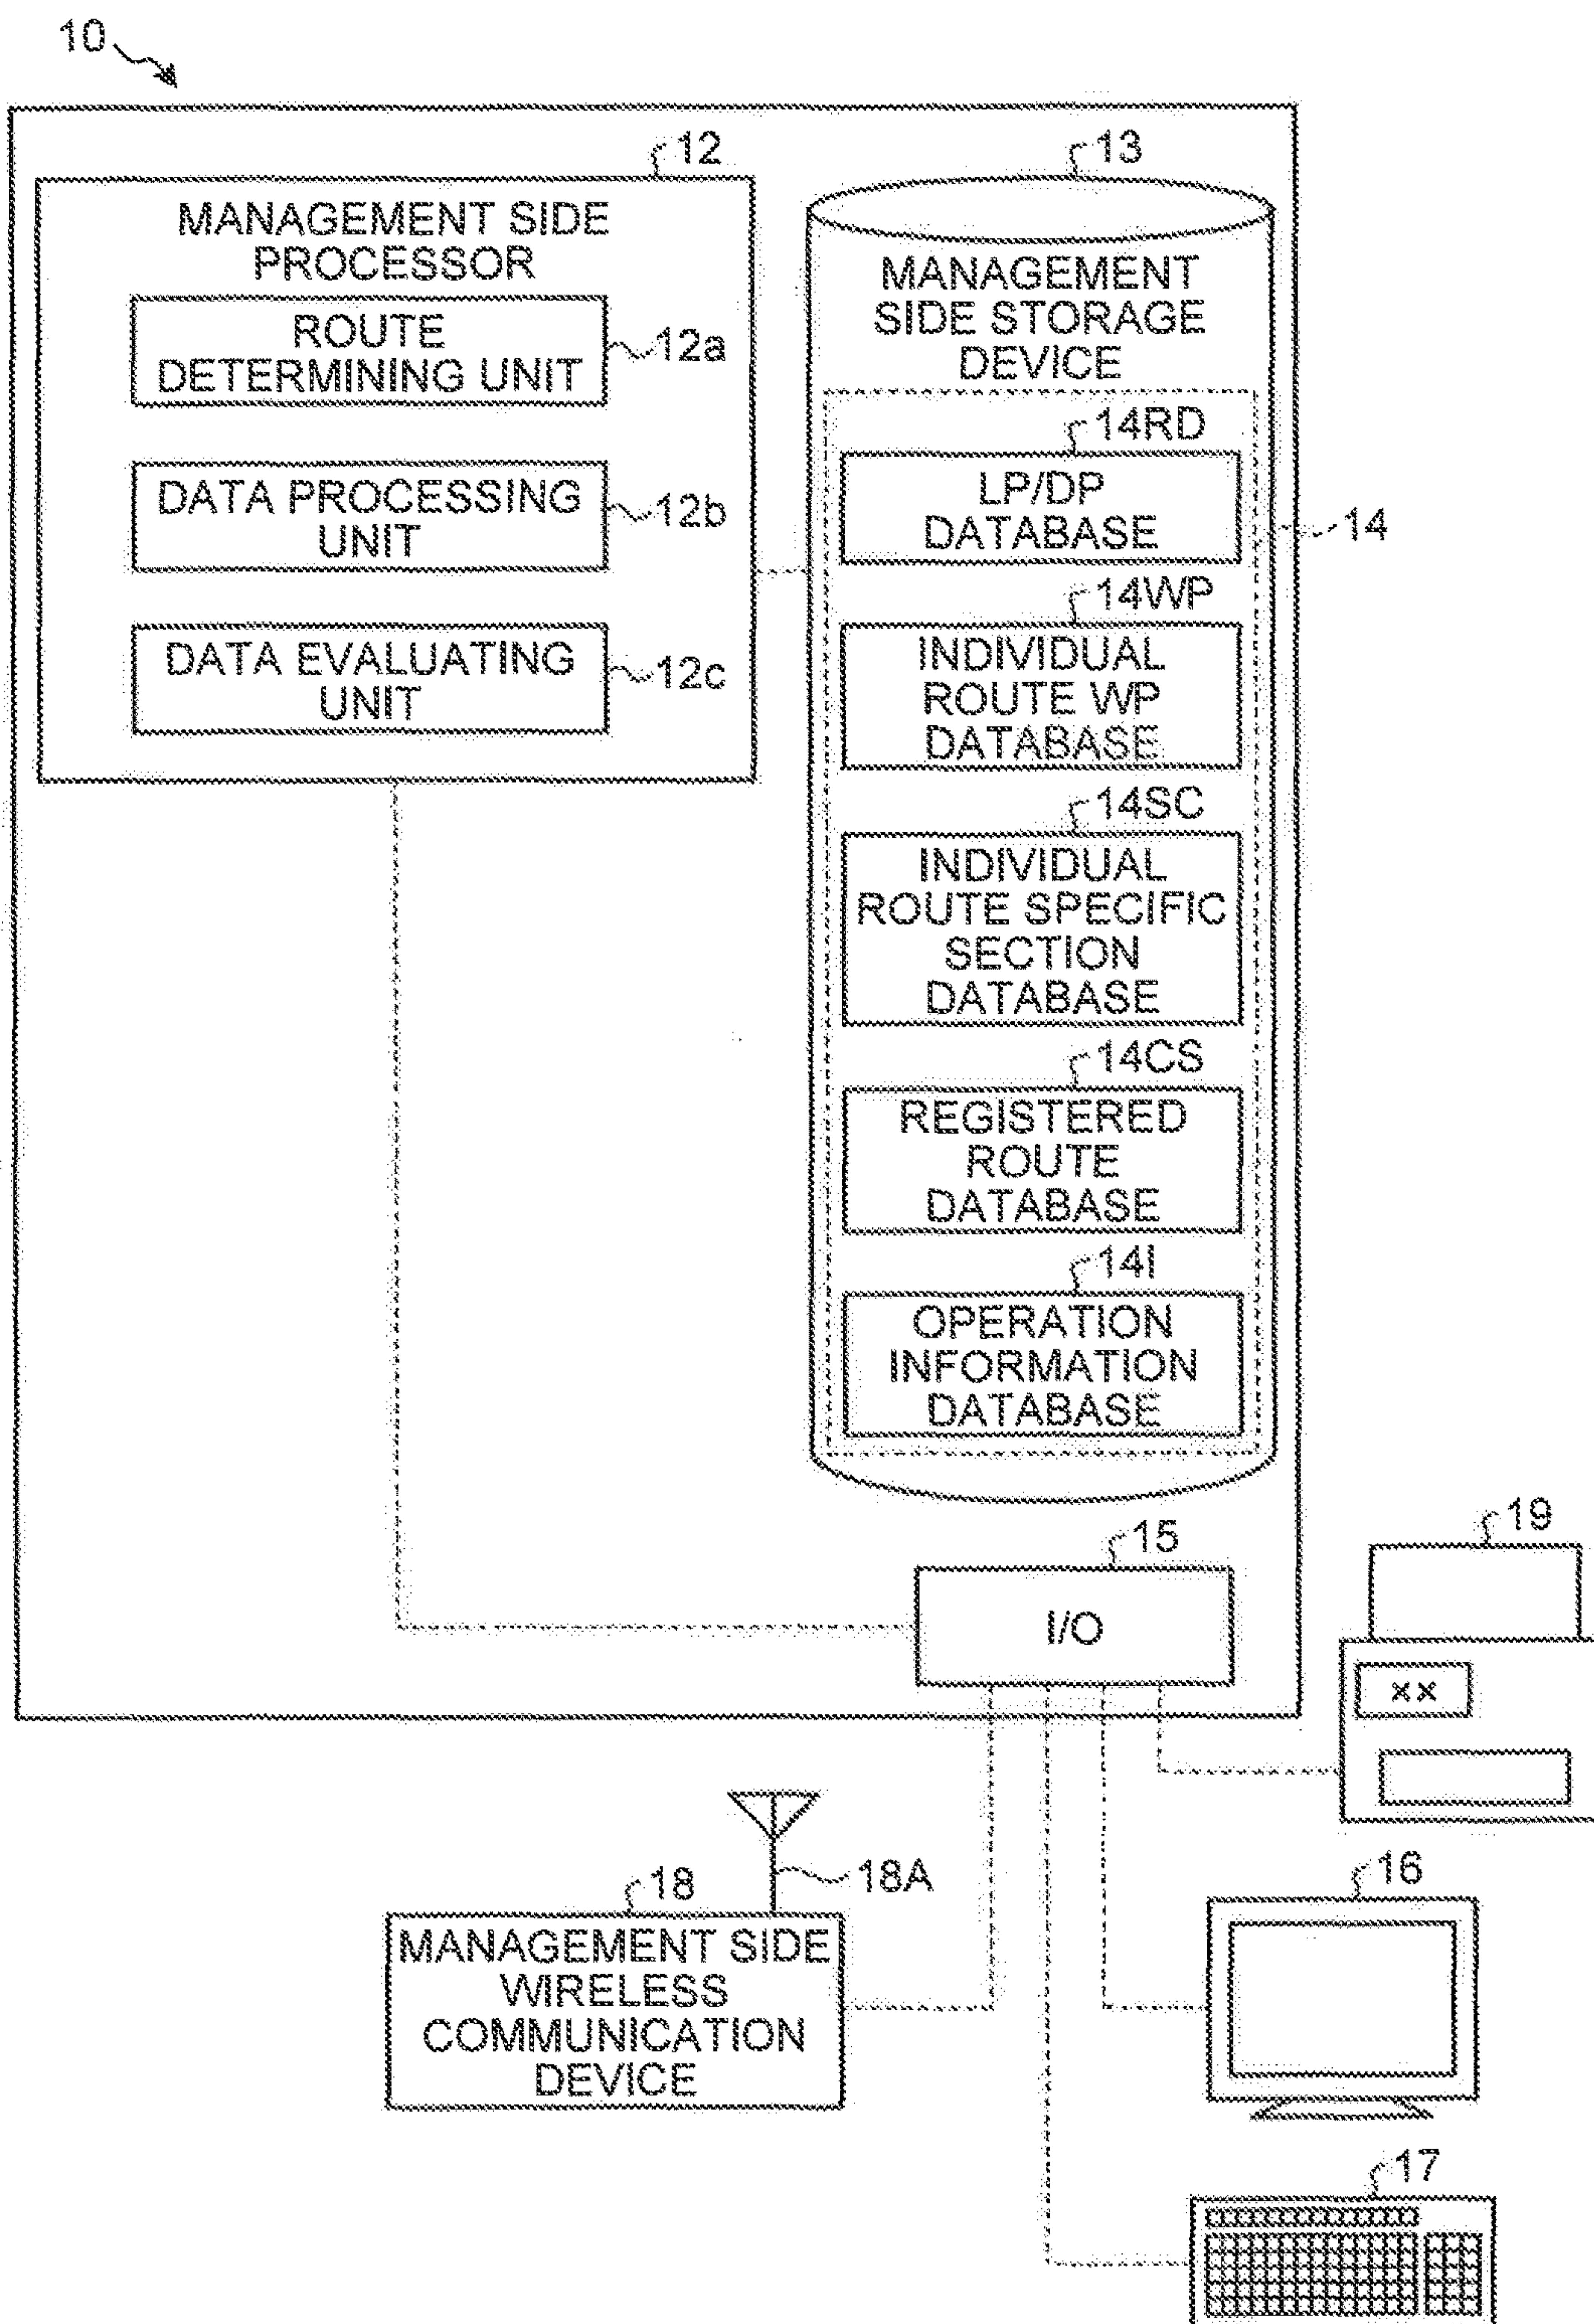 10
12
MANAGEMENT SIDE
PROCESSOR
ROUTE
DETERMINING UNIT
12a
DATA PROCESSING
UNIT
12b
DATA EVALUATING
UNIT
12c
13
MANAGEMENT
SIDE STORAGE
DEVICE
14RD
LP/DP
DATABASE
14
14WP
INDIVIDUAL
ROUTE WP
DATABASE
14SC
INDIVIDUAL
ROUTE SPECIFIC
SECTION
DATABASE
14CS
REGISTERED
ROUTE
DATABASE
14I
OPERATION
INFORMATION
DATABASE
15
I/O
19
××
18A
18
MANAGEMENT SIDE
WIRELESS
COMMUNICATION
DEVICE
16
17